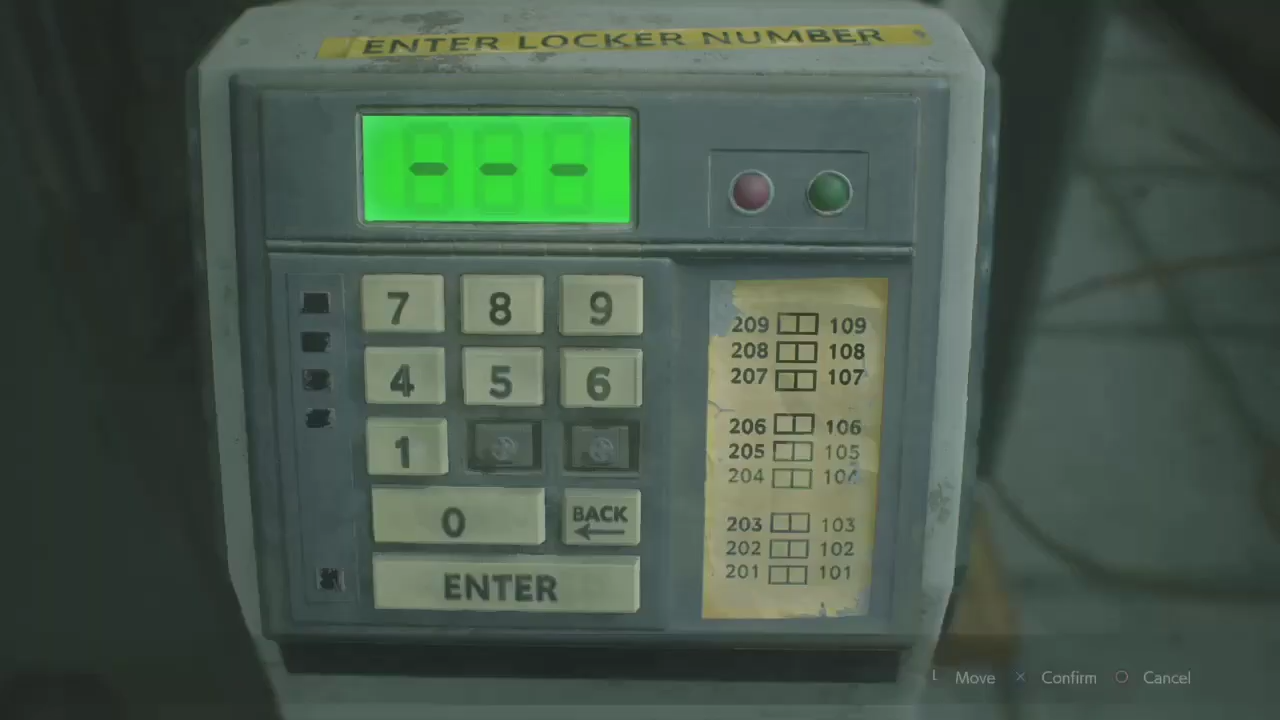 ENTER LOCKER NUMBER
- - -
7 8 9
4 5 6
1
0 BACK
ENTER
209 109
208 108
207 107
206 106
205 105
204 104
203 103
202 102
201 101
L Move × Confirm ○ Cancel